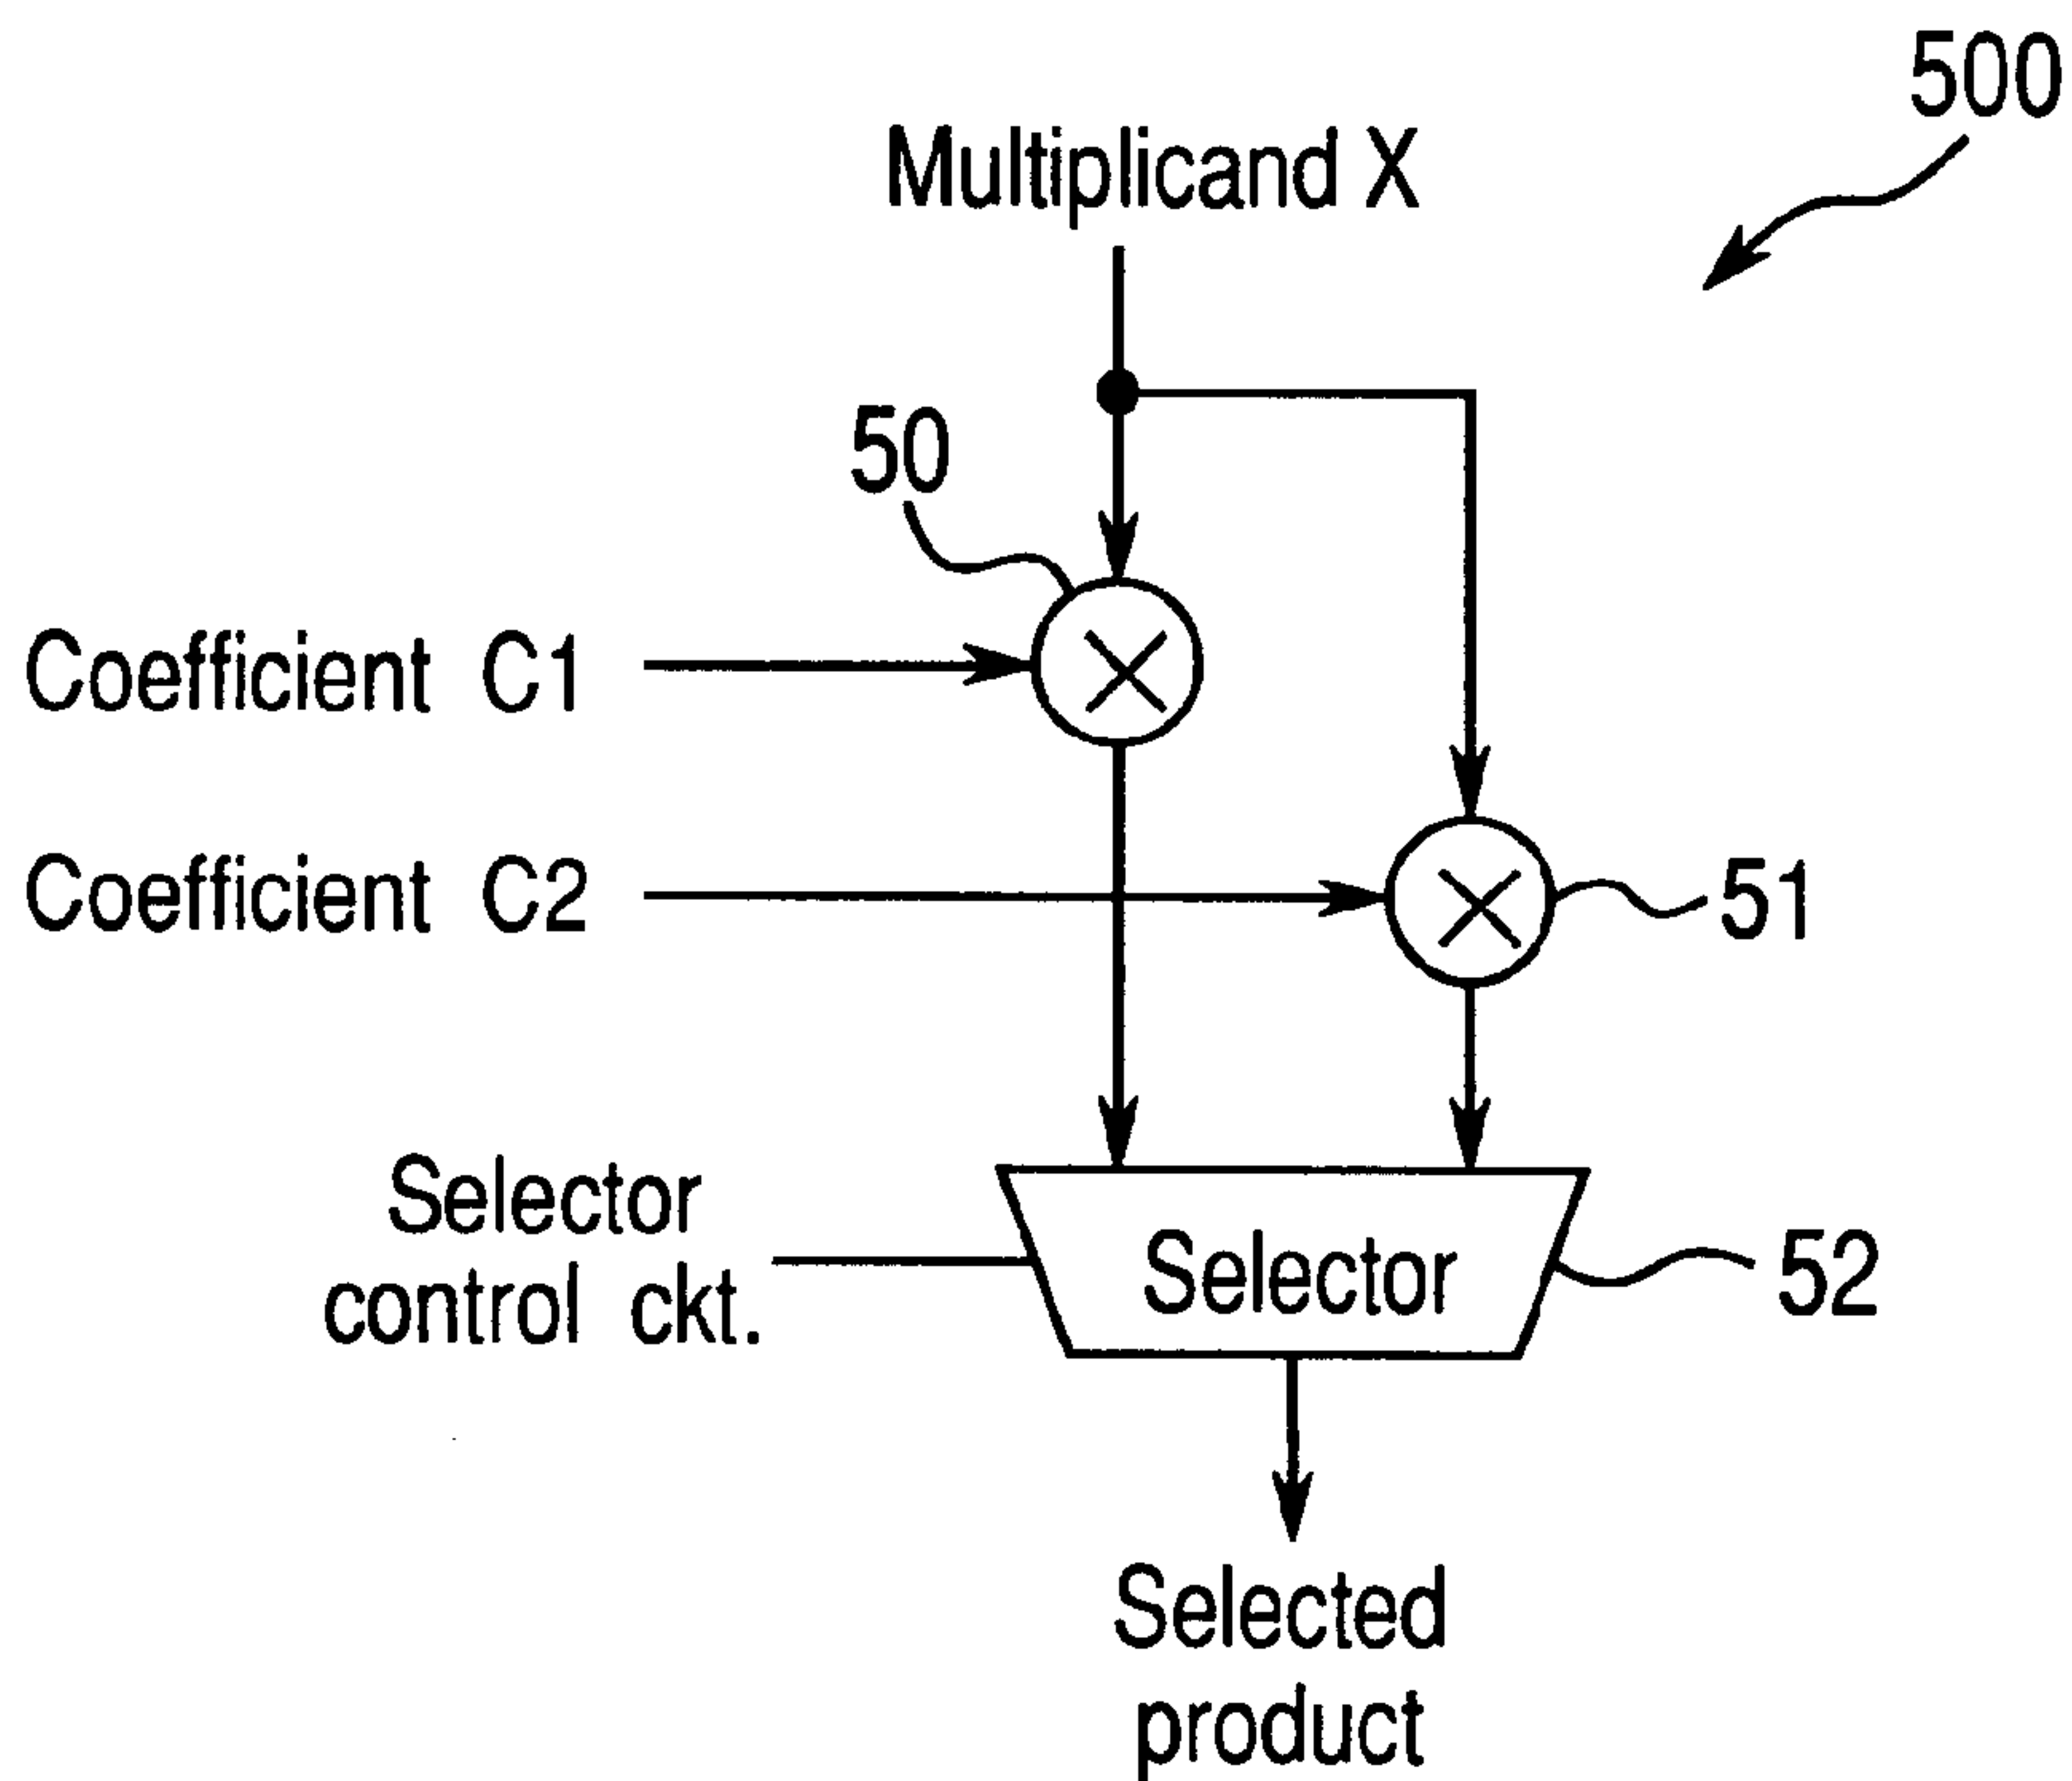 500
Multiplicand X
50
Coefficient C1
Coefficient C2
51
Selector
control ckt.
Selector
52
Selected
product